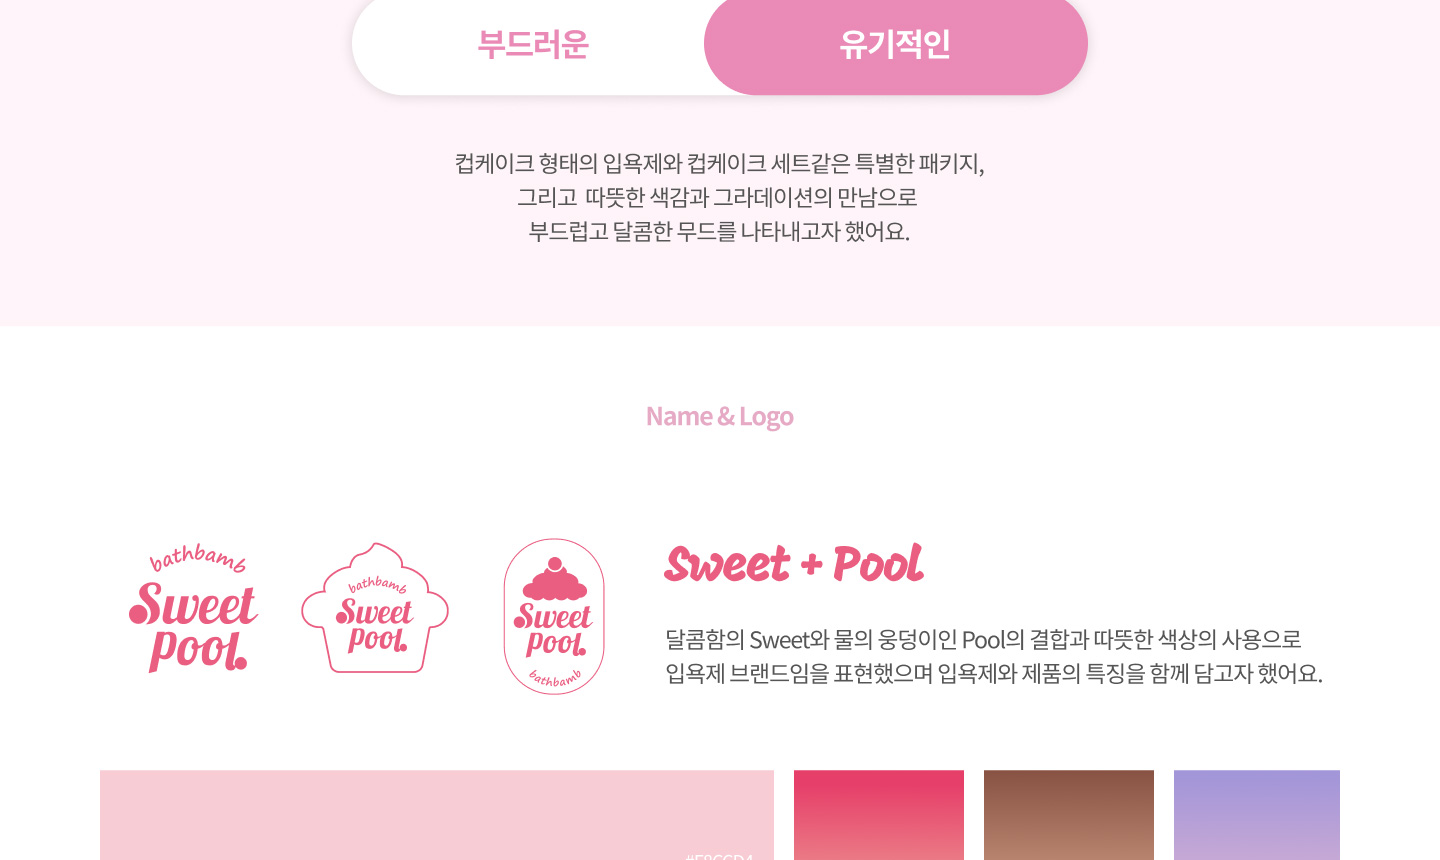 부드러운
유기적인
컵케이크 형태의 입욕제와 컵케이크 세트같은 특별한 패키지,
그리고 따뜻한 색감과 그라데이션의 만남으로
부드럽고 달콤한 무드를 나타내고자 했어요.
Name & Logo
bathbamb
Sweet
pool.
bathbamb
Sweet
pool.
Sweet
pool.
bathbamb
Sweet + Pool
달콤함의 Sweet와 물의 웅덩이인 Pool의 결합과 따뜻한 색상의 사용으로
입욕제 브랜드임을 표현했으며 입욕제와 제품의 특징을 함께 담고자 했어요.